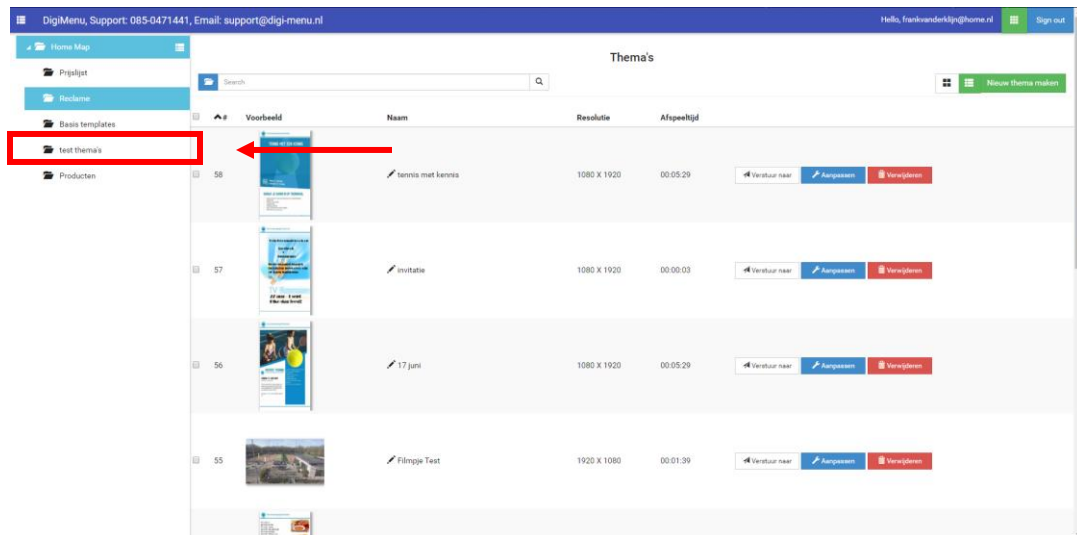 DigiMenu, Support: 085-0471441, Email: support@digi-menu.nl
Hello, frankvanderklijn@home.nl
Sign out
Home Map
Prijslijst
Reclame
Basis templates
test thema's
Producten
Thema's
Search
Nieuw thema maken
# Voorbeeld Naam Resolutie Afspeeltijd
58 tennis met kennis 1080 X 1920 00:05:29 Verstuur naar Aanpassen Verwijderen
57 invitatie 1080 X 1920 00:00:03 Verstuur naar Aanpassen Verwijderen
56 17 juni 1080 X 1920 00:05:29 Verstuur naar Aanpassen Verwijderen
55 Filmpje Test 1920 X 1080 00:01:39 Verstuur naar Aanpassen Verwijderen